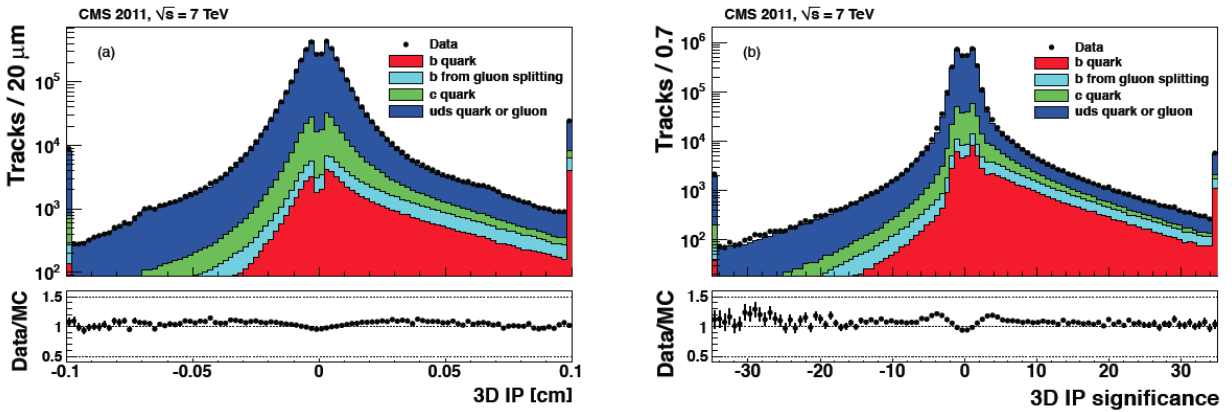 CMS 2011, √s = 7 TeV
(a)
Data
b quark
b from gluon splitting
c quark
uds quark or gluon
Tracks / 20 μm
10⁵
10⁴
10³
10²
Data/MC
1.5
1
0.5
-0.1 -0.05 0 0.05 0.1
3D IP [cm]
CMS 2011, √s = 7 TeV
(b)
Data
b quark
b from gluon splitting
c quark
uds quark or gluon
Tracks / 0.7
10⁶
10⁵
10⁴
10³
10²
Data/MC
1.5
1
0.5
-30 -20 -10 0 10 20 30
3D IP significance